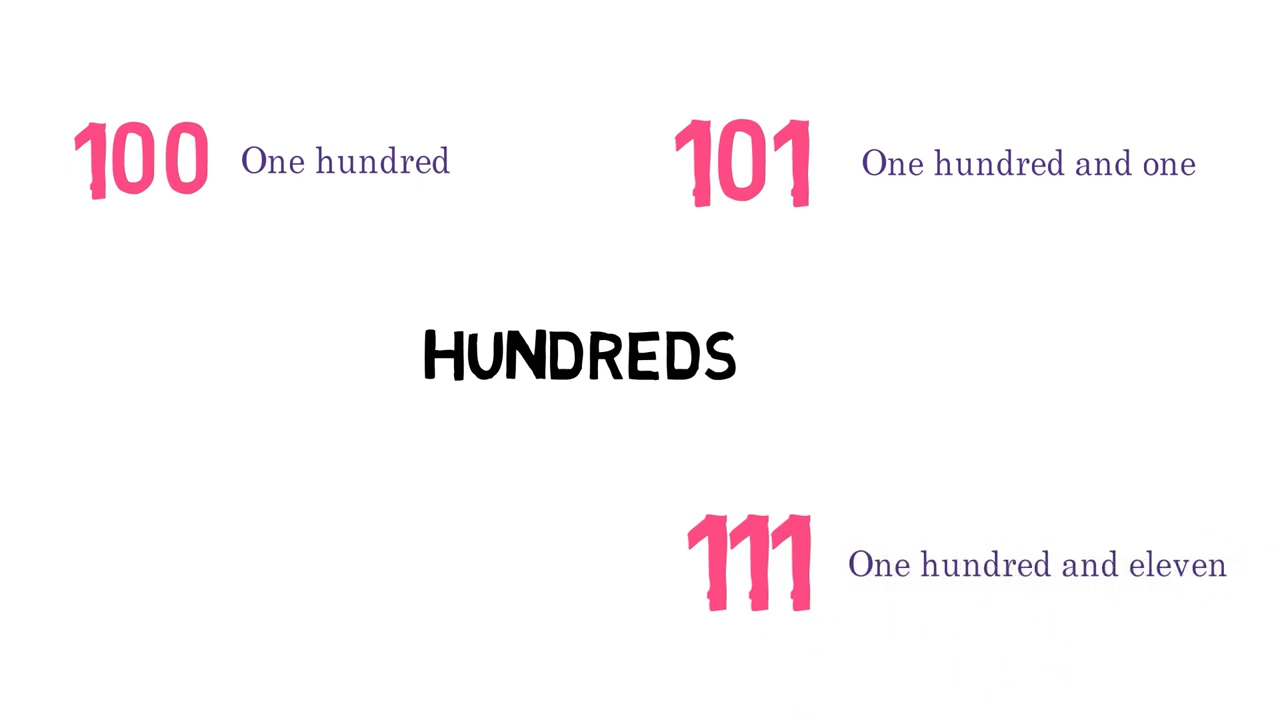 100 One hundred
101 One hundred and one
HUNDREDS
111 One hundred and eleven